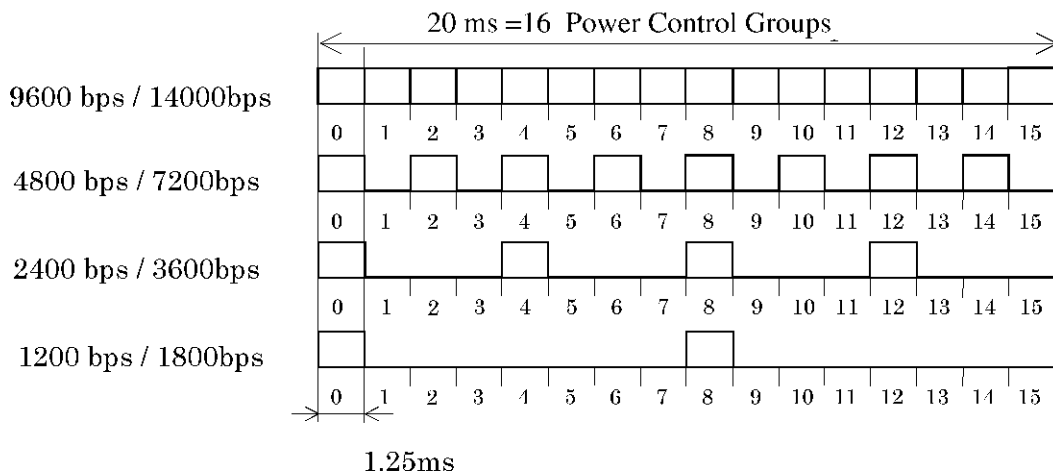 20 ms =16 Power Control Groups
9600 bps / 14000bps
0 1 2 3 4 5 6 7 8 9 10 11 12 13 14 15
4800 bps / 7200bps
0 1 2 3 4 5 6 7 8 9 10 11 12 13 14 15
2400 bps / 3600bps
0 1 2 3 4 5 6 7 8 9 10 11 12 13 14 15
1200 bps / 1800bps
0 1 2 3 4 5 6 7 8 9 10 11 12 13 14 15
1.25ms